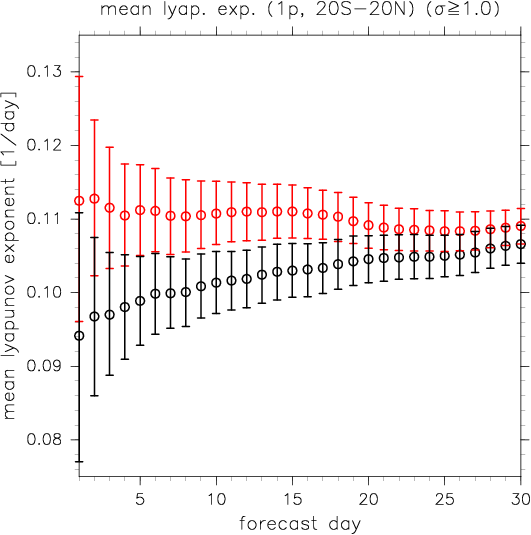 mean lyap. exp. (1p, 20S−20N) (σ≧1.0)
mean lyapunov exponent [1/day]
0.13
0.12
0.11
0.10
0.09
0.08
5 10 15 20 25 30
forecast day